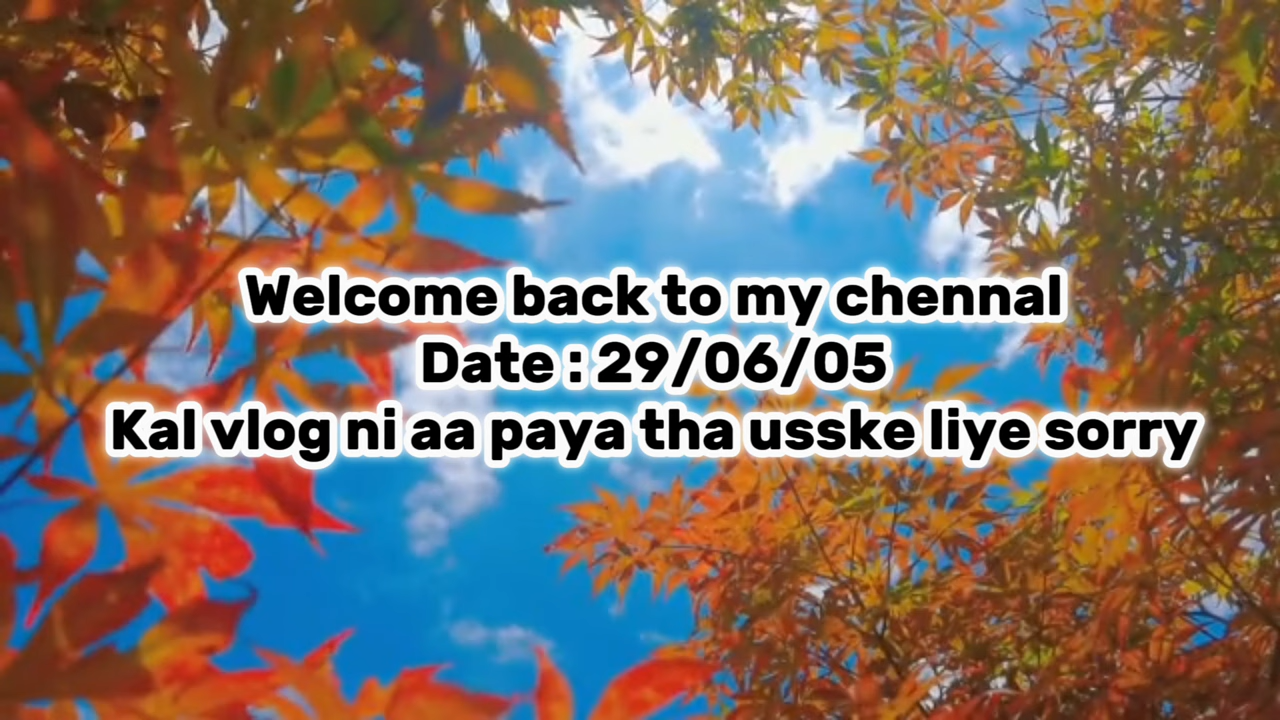 Welcome back to my chennal
Date : 29/06/05
Kal vlog ni aa paya tha usske liye sorry